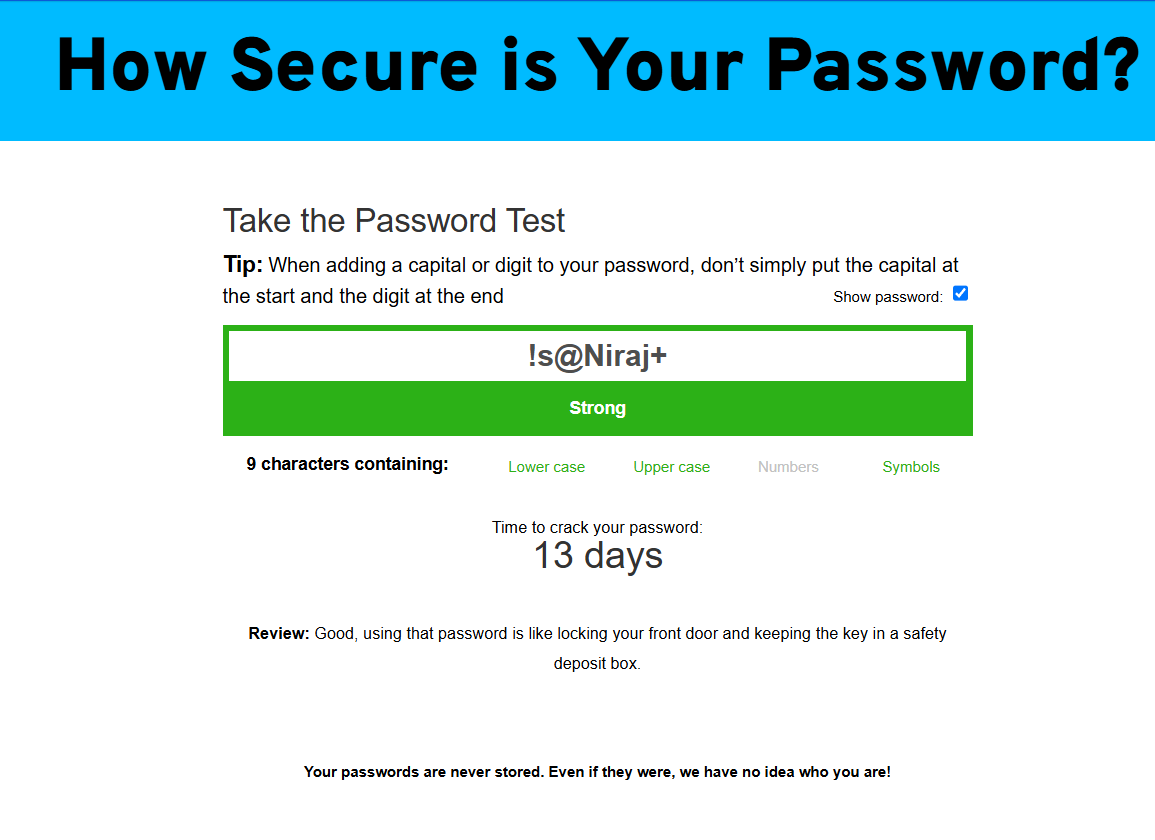 How Secure is Your Password?
Take the Password Test
Tip: When adding a capital or digit to your password, don’t simply put the capital at
the start and the digit at the end
Show password:
!s@Niraj+
Strong
9 characters containing:
Lower case
Upper case
Numbers
Symbols
Time to crack your password:
13 days
Review: Good, using that password is like locking your front door and keeping the key in a safety
deposit box.
Your passwords are never stored. Even if they were, we have no idea who you are!